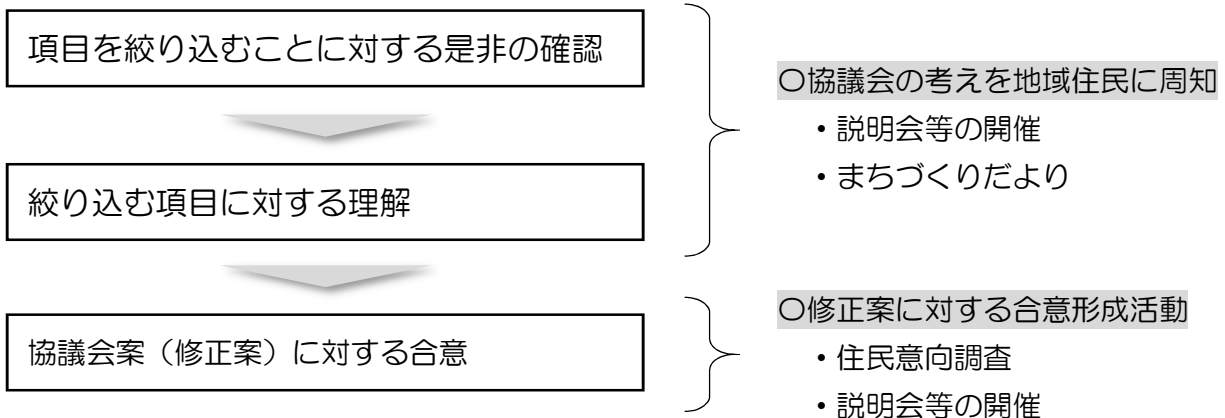 項目を絞り込むことに対する是非の確認
絞り込む項目に対する理解
協議会案（修正案）に対する合意
〇協議会の考えを地域住民に周知
・説明会等の開催
・まちづくりだより
〇修正案に対する合意形成活動
・住民意向調査
・説明会等の開催